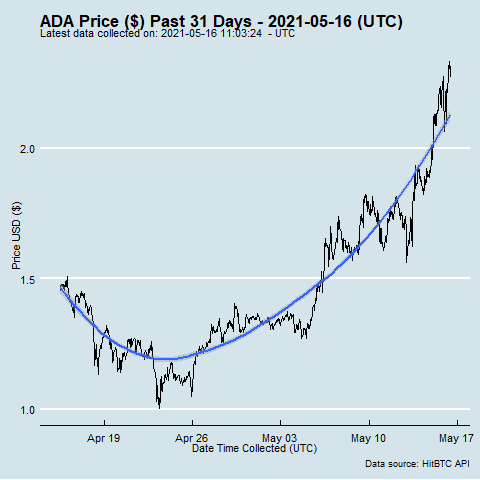 ADA Price ($) Past 31 Days - 2021-05-16 (UTC)
Latest data collected on: 2021-05-16 11:03:24  - UTC
Price USD ($)
2.0
1.5
1.0
Apr 19 Apr 26 May 03 May 10 May 17
Date Time Collected (UTC)
Data source: HitBTC API